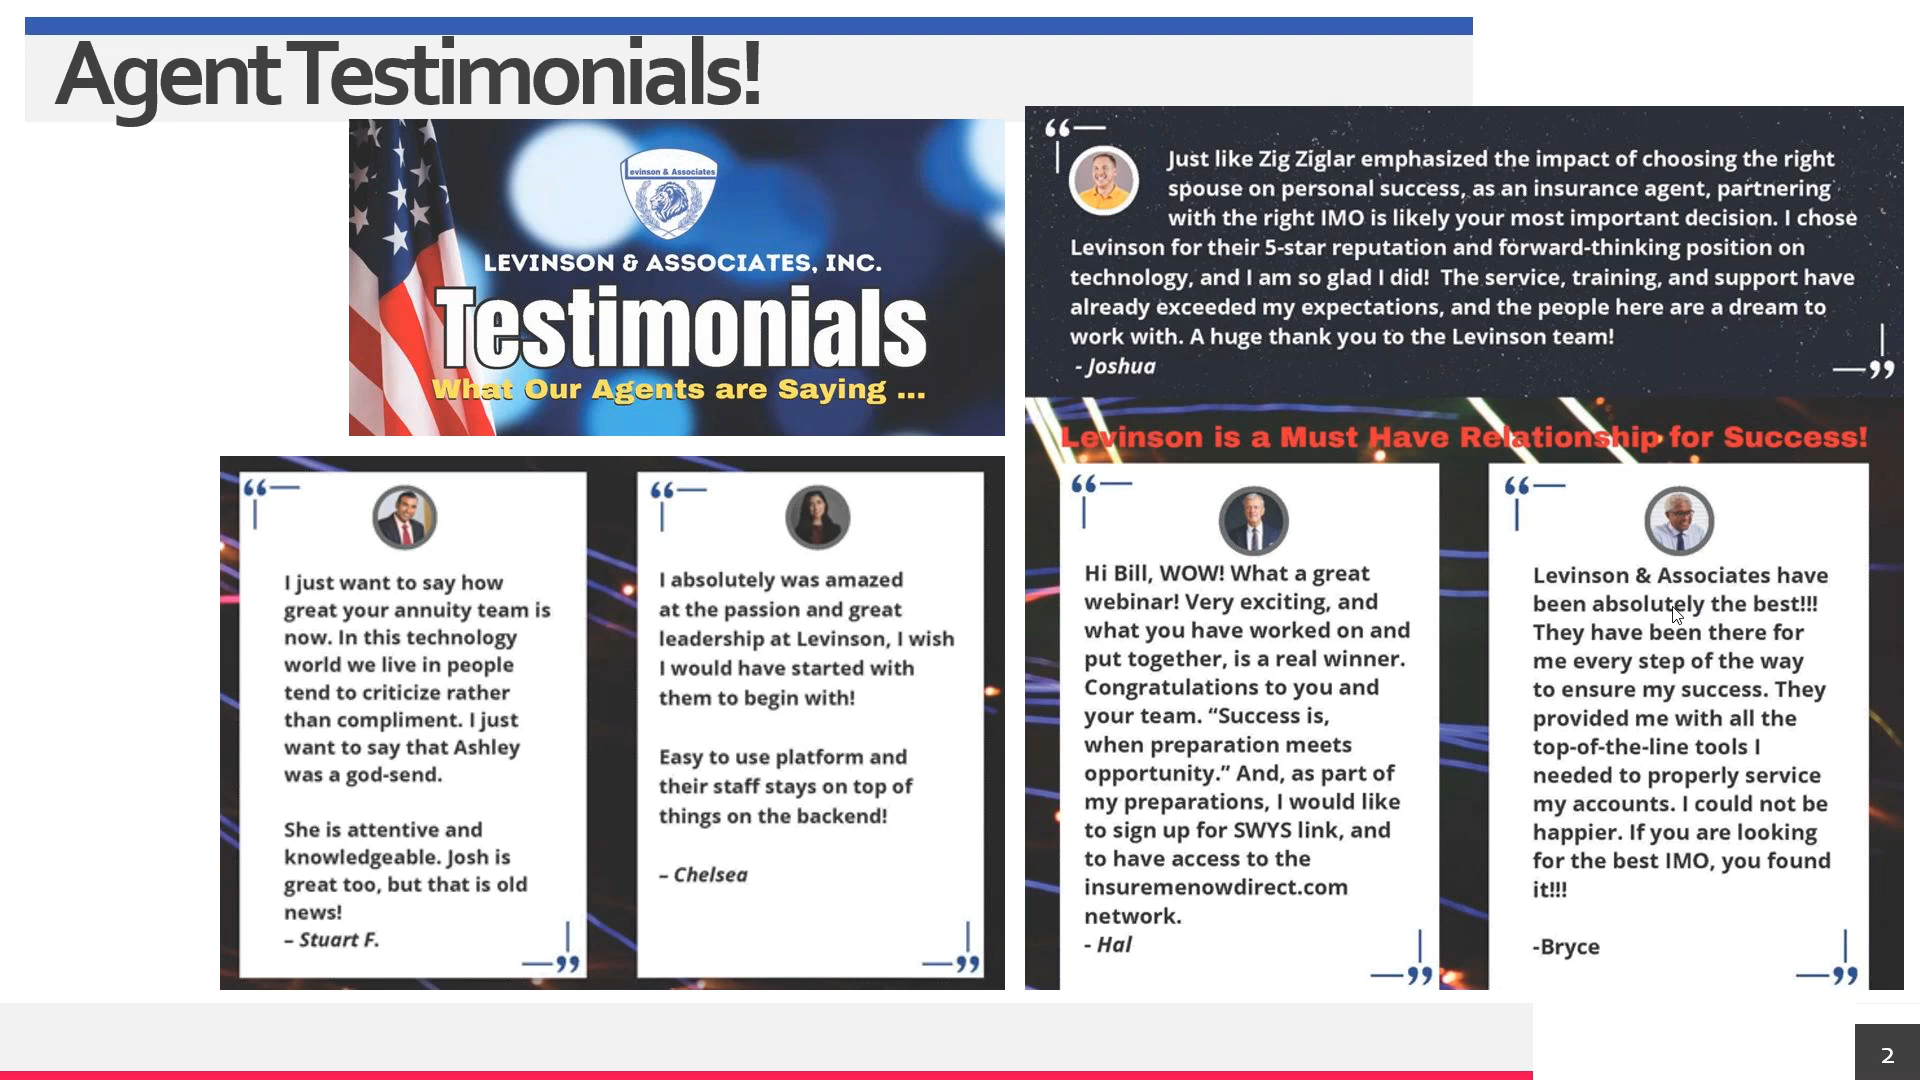 Agent Testimonials!
evinson & Associates
LEVINSON & ASSOCIATES, INC.
Testimonials
What Our Agents are Saying ...
“
Just like Zig Ziglar emphasized the impact of choosing the right
spouse on personal success, as an insurance agent, partnering
with the right IMO is likely your most important decision. I chose
Levinson for their 5-star reputation and forward-thinking position on
technology, and I am so glad I did!  The service, training, and support have
already exceeded my expectations, and the people here are a dream to
work with. A huge thank you to the Levinson team!
- Joshua
”
“
I just want to say how
great your annuity team is
now. In this technology
world we live in people
tend to criticize rather
than compliment. I just
want to say that Ashley
was a god-send.
She is attentive and
knowledgeable. Josh is
great too, but that is old
news!
– Stuart F.
”
“
I absolutely was amazed
at the passion and great
leadership at Levinson, I wish
I would have started with
them to begin with!
Easy to use platform and
their staff stays on top of
things on the backend!
– Chelsea
”
Levinson is a Must Have Relationship for Success!
“
Hi Bill, WOW! What a great
webinar! Very exciting, and
what you have worked on and
put together, is a real winner.
Congratulations to you and
your team. “Success is,
when preparation meets
opportunity.” And, as part of
my preparations, I would like
to sign up for SWYS link, and
to have access to the
insuremenowdirect.com
network.
- Hal
”
“
Levinson & Associates have
been absolutely the best!!!
They have been there for
me every step of the way
to ensure my success. They
provided me with all the
top-of-the-line tools I
needed to properly service
my accounts. I could not be
happier. If you are looking
for the best IMO, you found
it!!!
-Bryce
”
2